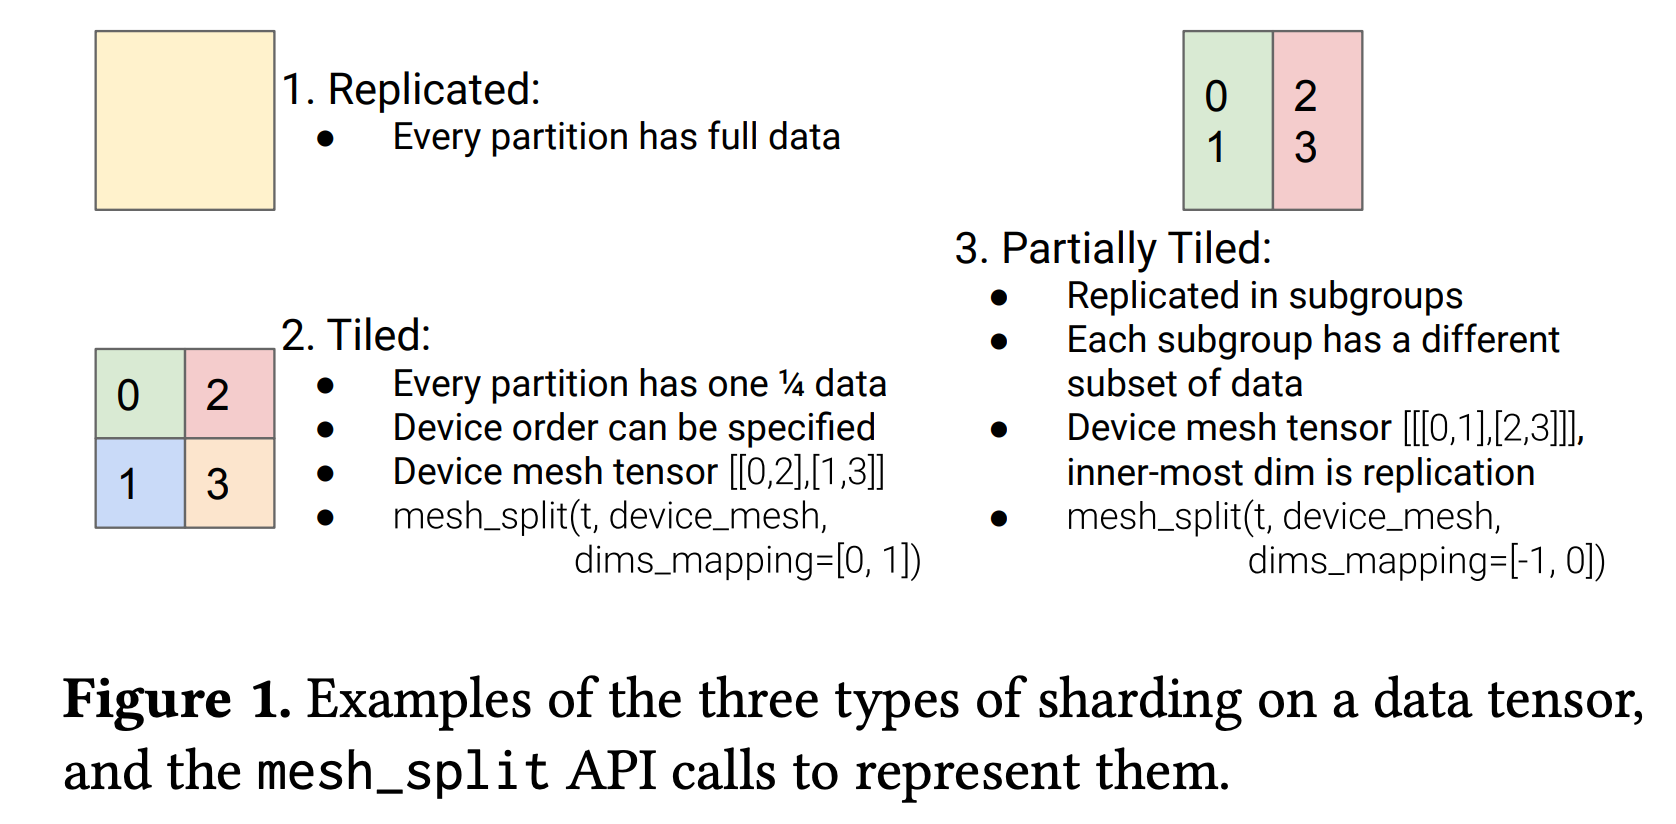 1. Replicated:
● Every partition has full data
0 2
1 3
2. Tiled:
0 2
1 3
● Every partition has one ¼ data
● Device order can be specified
● Device mesh tensor [[0,2],[1,3]]
● mesh_split(t, device_mesh,
dims_mapping=[0, 1])
3. Partially Tiled:
● Replicated in subgroups
● Each subgroup has a different
subset of data
● Device mesh tensor [[[0,1],[2,3]]],
inner-most dim is replication
● mesh_split(t, device_mesh,
dims_mapping=[-1, 0])
Figure 1. Examples of the three types of sharding on a data tensor,
and the mesh_split API calls to represent them.